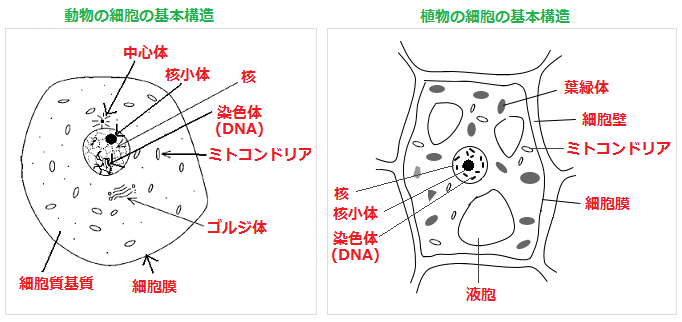 動物の細胞の基本構造
中心体
核小体
核
染色体
(DNA)
ミトコンドリア
ゴルジ体
細胞質基質
細胞膜
植物の細胞の基本構造
葉緑体
細胞壁
ミトコンドリア
核
核小体
染色体
(DNA)
細胞膜
液胞